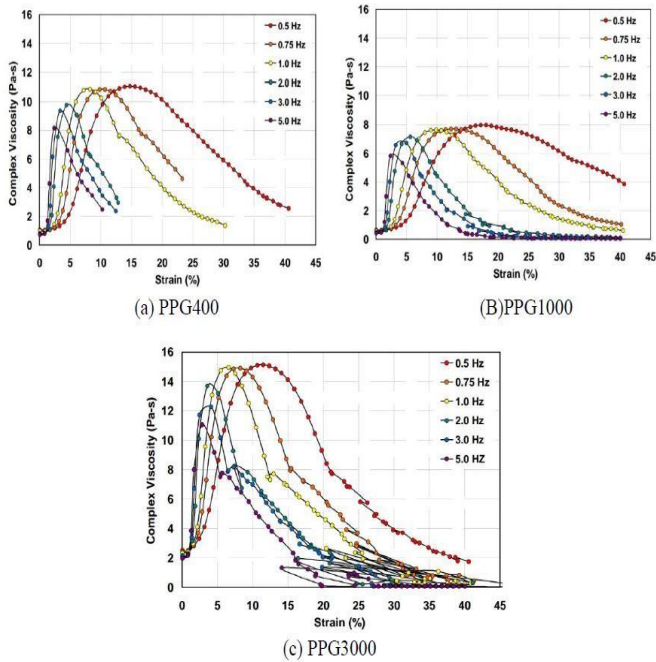 16
14
12
10
8
6
4
2
0
Complex Viscosity (Pa-s)
0 5 10 15 20 25 30 35 40 45
Strain (%)
0.5 Hz
0.75 Hz
1.0 Hz
2.0 Hz
3.0 Hz
5.0 Hz
(a) PPG400
16
14
12
10
8
6
4
2
0
Complex Viscosity (Pa-s)
0 5 10 15 20 25 30 35 40 45
Strain (%)
0.5 Hz
0.75 Hz
1.0 Hz
2.0 Hz
3.0 Hz
5.0 Hz
(B)PPG1000
16
14
12
10
8
6
4
2
0
Complex Viscosity (Pa-s)
0 5 10 15 20 25 30 35 40 45
Strain (%)
0.5 Hz
0.75 Hz
1.0 Hz
2.0 Hz
3.0 Hz
5.0 HZ
(c) PPG3000